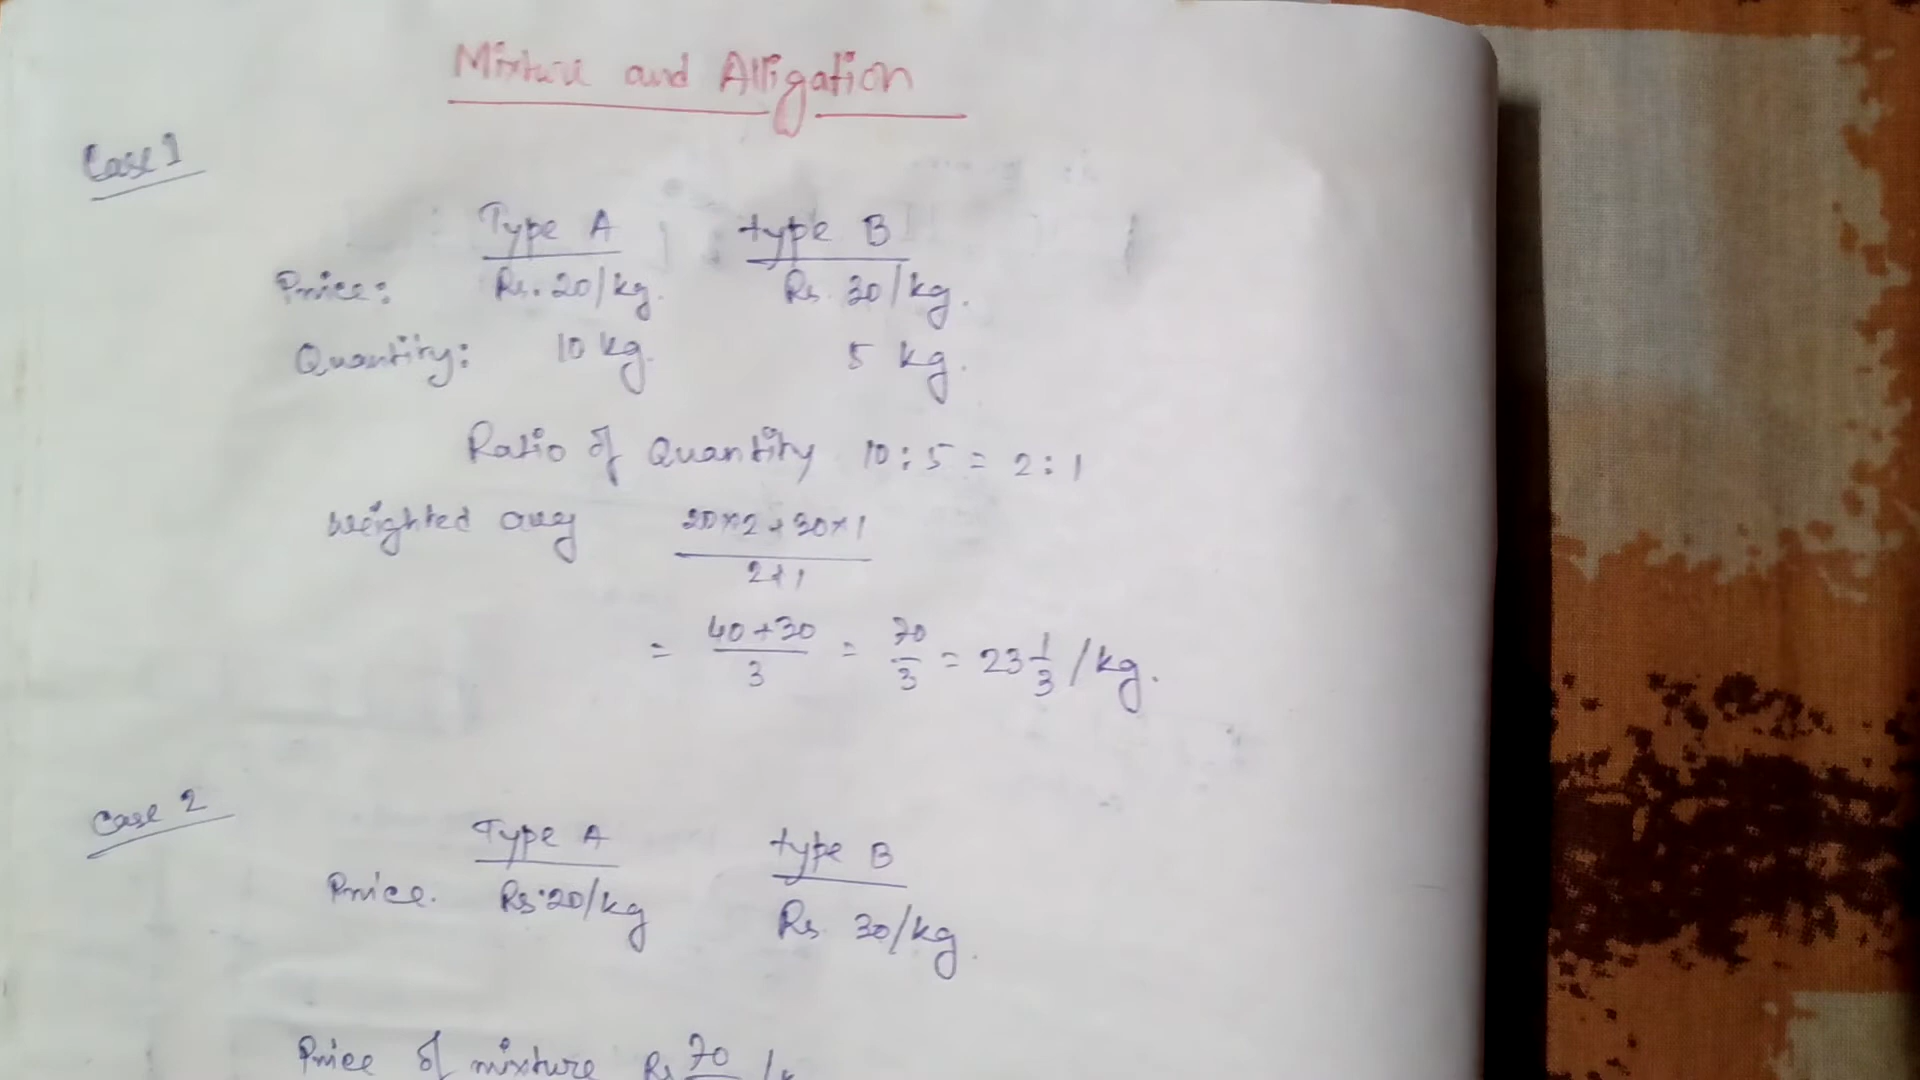 Mixture and Alligation
Case 1
Type A type B
Price: Rs. 20/kg. Rs. 30/kg.
Quantity: 10 kg. 5 kg.
Ratio of Quantity 10:5 = 2:1
Weighted avg 20×2+30×1
2+1
= 40+30 = 70 = 23 1/3 /kg.
3 3
Case 2
Type A type B
Price. Rs. 20/kg Rs. 30/kg.
Price of mixture Rs 70 /k